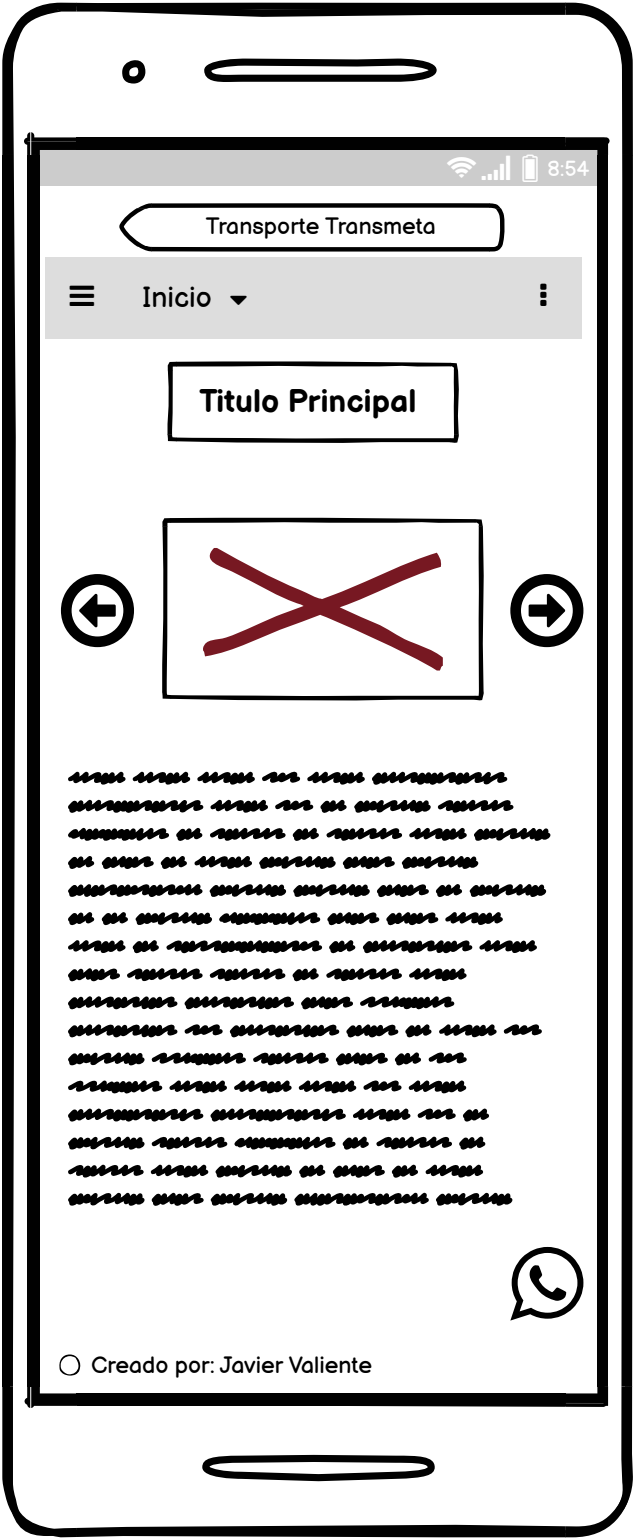 8:54
Transporte Transmeta
Inicio
Titulo Principal
Creado por: Javier Valiente